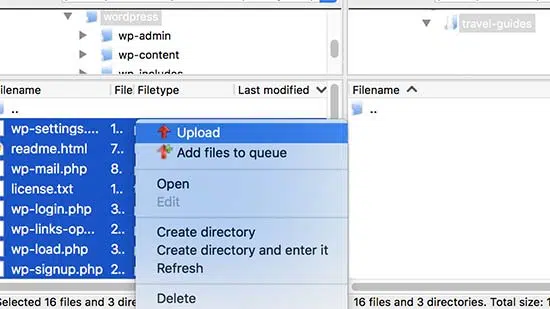 wordpress
travel-guides
wp-admin
wp-content
wp-includes
Filename Filetype Last modified Filename
..
..
wp-settings.... 1..
Upload
readme.html 7..
Add files to queue
wp-mail.php 8.
license.txt 1..
Open
wp-login.php 3..
Edit
wp-links-op... 2..
Create directory
wp-load.php 3..
Create directory and enter it
wp-signup.php 2..
Refresh
Delete
Selected 16 files and 3 dire
16 files and 3 directories. Total size: 1